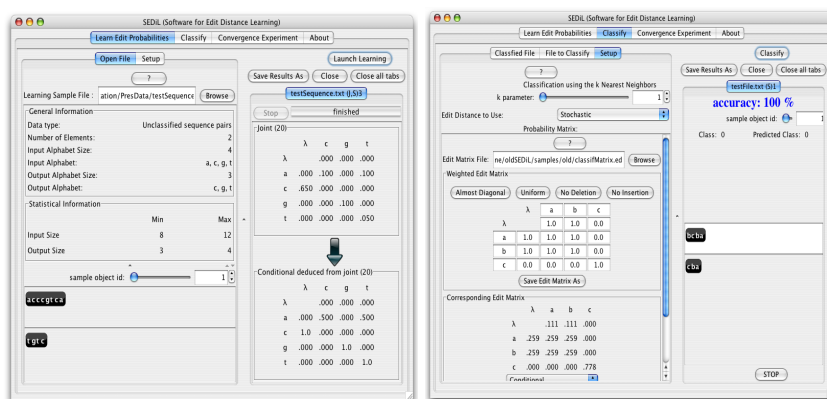 SEDiL (Software for Edit Distance Learning)
Learn Edit Probabilities Classify Convergence Experiment About
Open File Setup
?
Learning Sample File : ation/PresData/testSequence Browse
General Information
Data type: Unclassified sequence pairs
Number of Elements: 2
Input Alphabet Size: 4
Input Alphabet: a, c, g, t
Output Alphabet Size: 3
Output Alphabet: c, g, t
Statistical Information
Min Max
Input Size 8 12
Output Size 3 4
sample object id: 1
acccgtca
tgtc
Launch Learning
Save Results As Close Close all tabs
testSequence.txt (J,S)3
Stop finished
Joint (20)
λ c g t
λ .000 .000 .000
a .000 .100 .000 .100
c .650 .000 .000 .000
g .000 .000 .100 .000
t .000 .000 .000 .050
Conditional deduced from joint (20)
λ c g t
λ .000 .000 .000
a .000 .500 .000 .500
c 1.0 .000 .000 .000
g .000 .000 1.0 .000
t .000 .000 .000 1.0
SEDiL (Software for Edit Distance Learning)
Learn Edit Probabilities Classify Convergence Experiment About
Classfied File File to Classify Setup
?
Classification using the k Nearest Neighbors
k parameter: 1
Edit Distance to Use: Stochastic
Probability Matrix:
?
Edit Matrix File: ne/oldSEDiL/samples/old/classifMatrix.ed Browse
Weighted Edit Matrix
Almost Diagonal Uniform No Deletion No Insertion
λ a b c
λ 1.0 1.0 0.0
a 1.0 1.0 1.0 0.0
b 1.0 1.0 1.0 0.0
c 0.0 0.0 0.0 1.0
Save Edit Matrix As
Corresponding Edit Matrix
λ a b c
λ .111 .111 .000
a .259 .259 .259 .000
b .259 .259 .259 .000
c .000 .000 .000 .778
Conditional
Classify
Save Results As Close Close all tabs
testFile.txt (S)1
accuracy: 100 %
sample object id: 1
Class: 0 Predicted Class: 0
bcba
cba
STOP